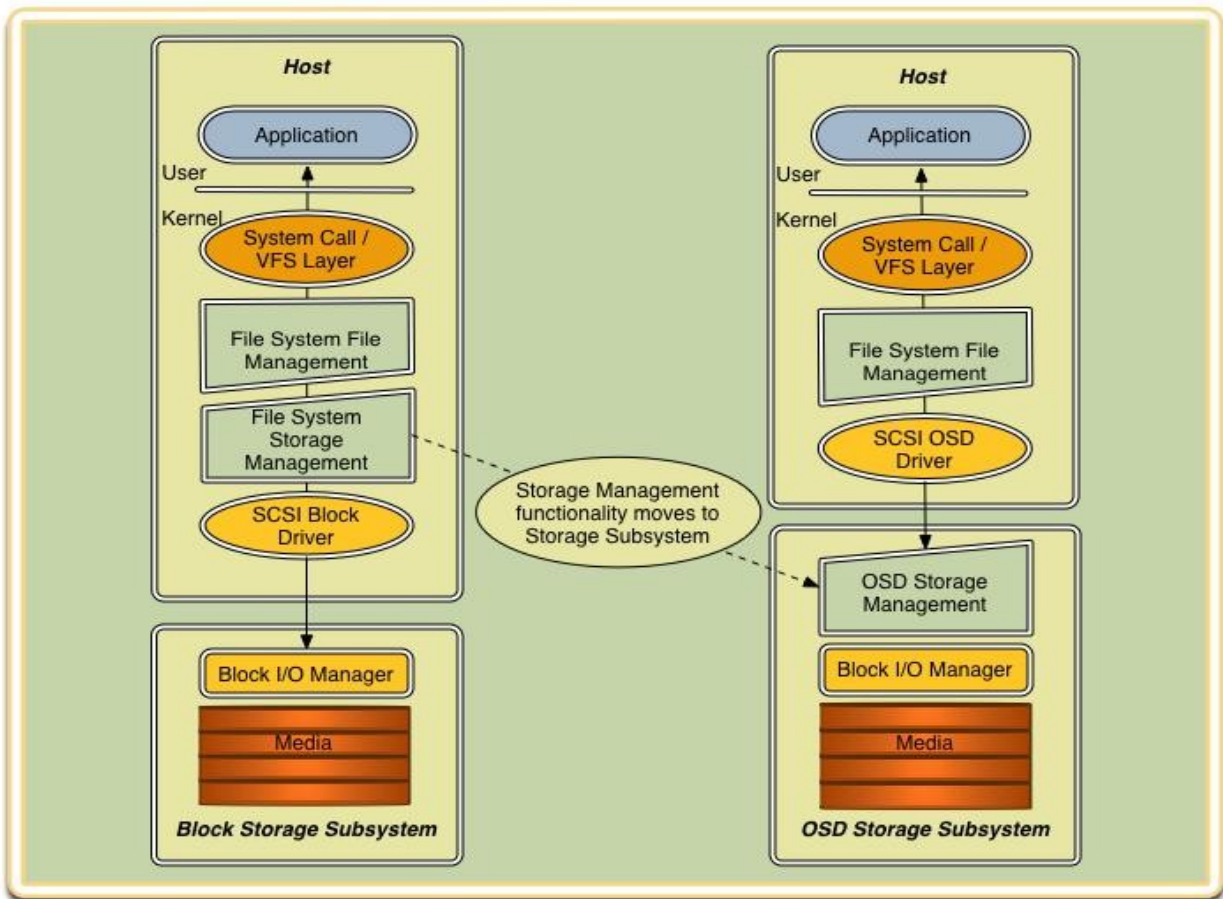 Host
Application
User
Kernel
System Call /
VFS Layer
File System File
Management
File System
Storage
Management
SCSI Block
Driver
Block I/O Manager
Media
Block Storage Subsystem
Storage Management
functionality moves to
Storage Subsystem
Host
Application
User
Kernel
System Call /
VFS Layer
File System File
Management
SCSI OSD
Driver
OSD Storage
Management
Block I/O Manager
Media
OSD Storage Subsystem